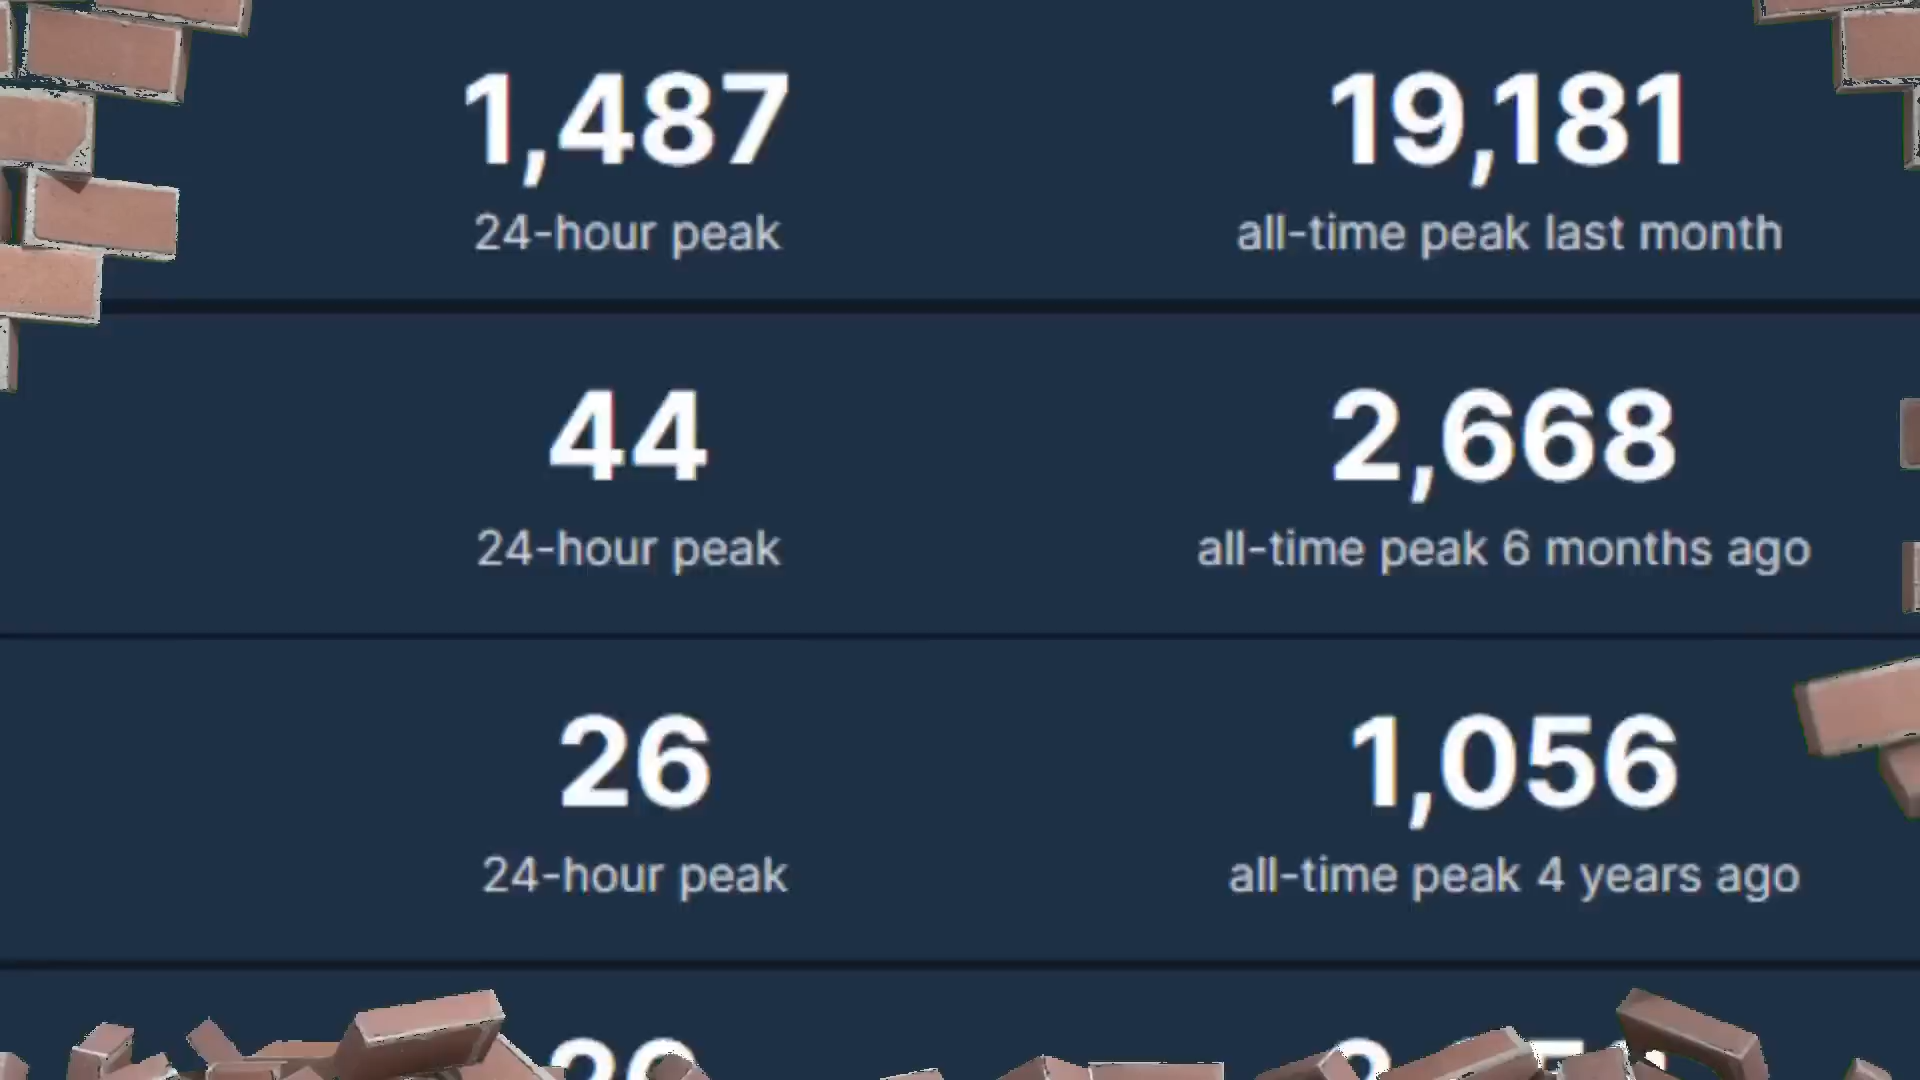 1,487 19,181
24-hour peak all-time peak last month
44 2,668
24-hour peak all-time peak 6 months ago
26 1,056
24-hour peak all-time peak 4 years ago